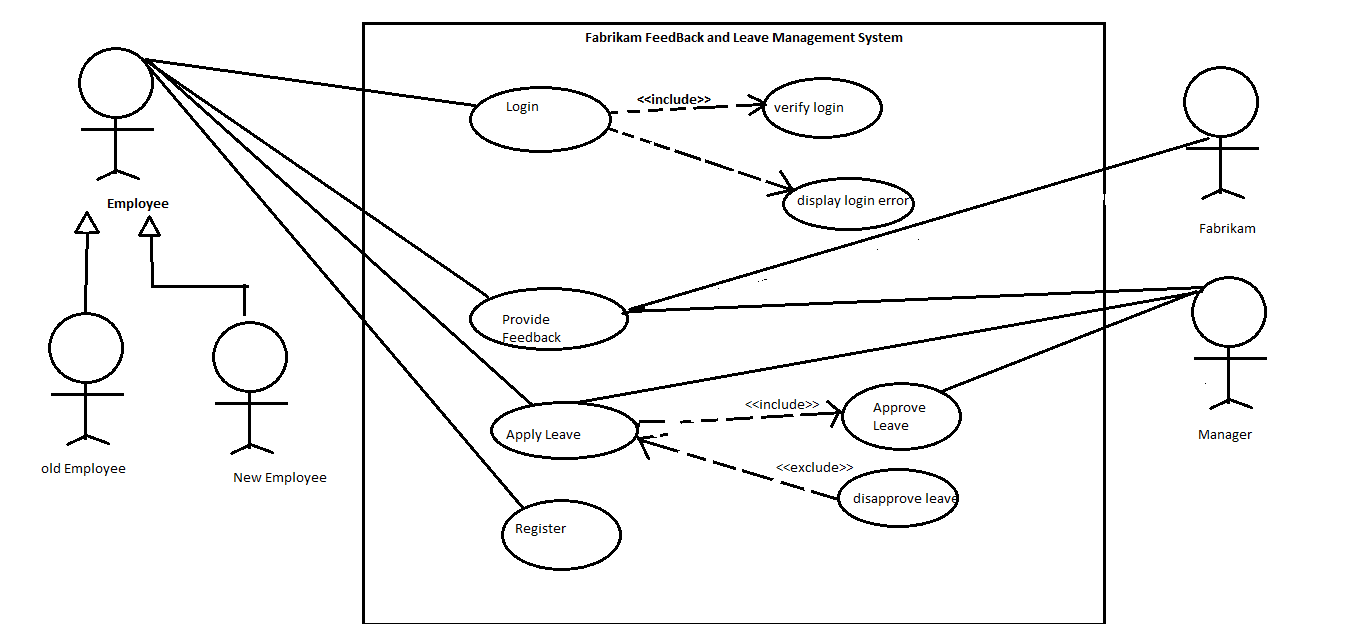 Fabrikam FeedBack and Leave Management System
Login
<<include>>
verify login
display login error
Employee
Fabrikam
Provide
Feedback
<<include>>
Approve
Leave
Apply Leave
Manager
<<exclude>>
old Employee
New Employee
disapprove leave
Register